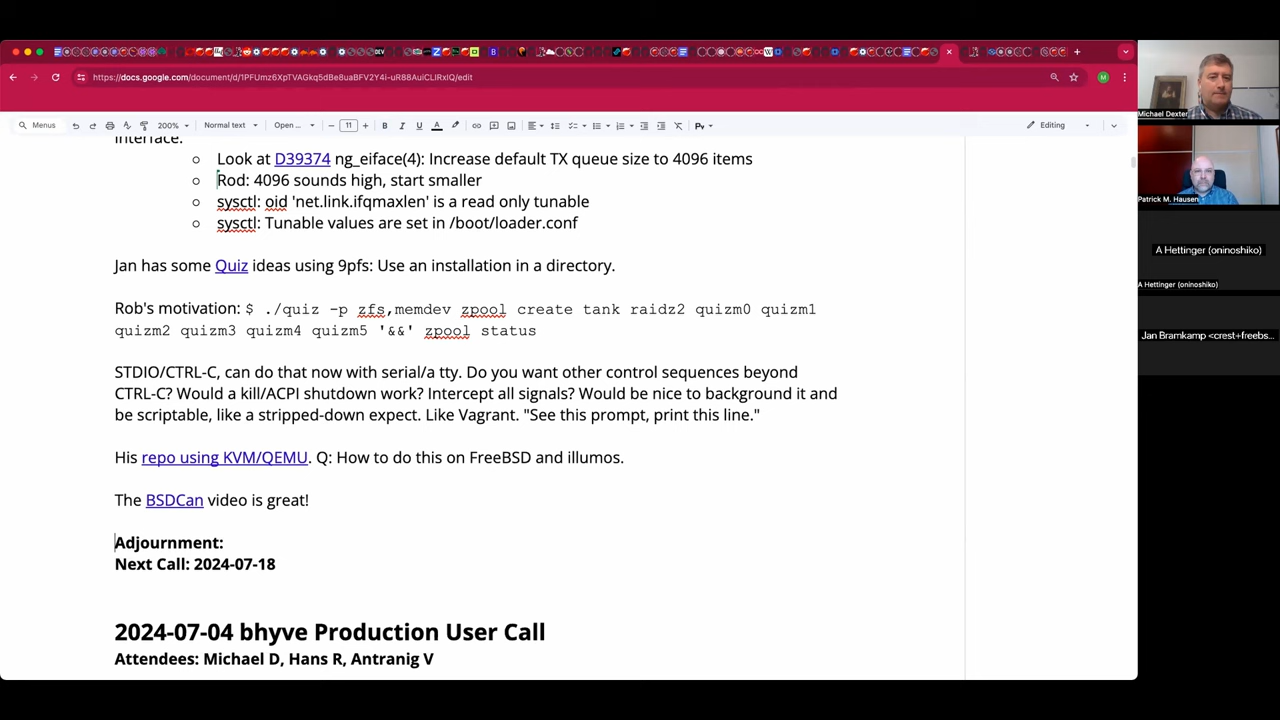 https://docs.google.com/document/d/1PFUmz6XpTVAGkq5dBe8uaBFV2Y4i-uR88AuiCLIRxIQ/edit
Menus
200%
Normal text
Open ...
11
Editing
interface.
Look at D39374 ng_eiface(4): Increase default TX queue size to 4096 items
Rod: 4096 sounds high, start smaller
sysctl: oid 'net.link.ifqmaxlen' is a read only tunable
sysctl: Tunable values are set in /boot/loader.conf
Jan has some Quiz ideas using 9pfs: Use an installation in a directory.
Rob's motivation: $ ./quiz -p zfs,memdev zpool create tank raidz2 quizm0 quizm1
quizm2 quizm3 quizm4 quizm5 '&&' zpool status
STDIO/CTRL-C, can do that now with serial/a tty. Do you want other control sequences beyond
CTRL-C? Would a kill/ACPI shutdown work? Intercept all signals? Would be nice to background it and
be scriptable, like a stripped-down expect. Like Vagrant. "See this prompt, print this line."
His repo using KVM/QEMU. Q: How to do this on FreeBSD and illumos.
The BSDCan video is great!
Adjournment:
Next Call: 2024-07-18
2024-07-04 bhyve Production User Call
Attendees: Michael D, Hans R, Antranig V
Michael Dexter
Patrick M. Hausen
A Hettinger (oninoshiko)
A Hettinger (oninoshiko)
Jan Bramkamp <crest+freebs...